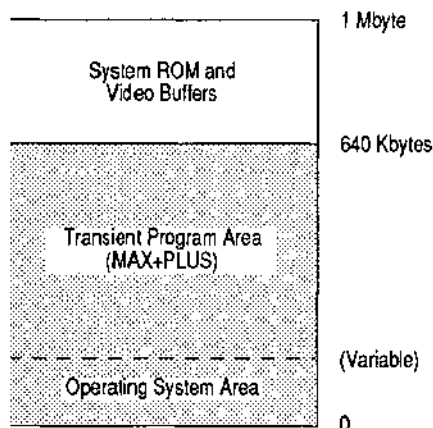 1 Mbyte
System ROM and
Video Buffers
640 Kbytes
Transient Program Area
(MAX+PLUS)
(Variable)
Operating System Area
0